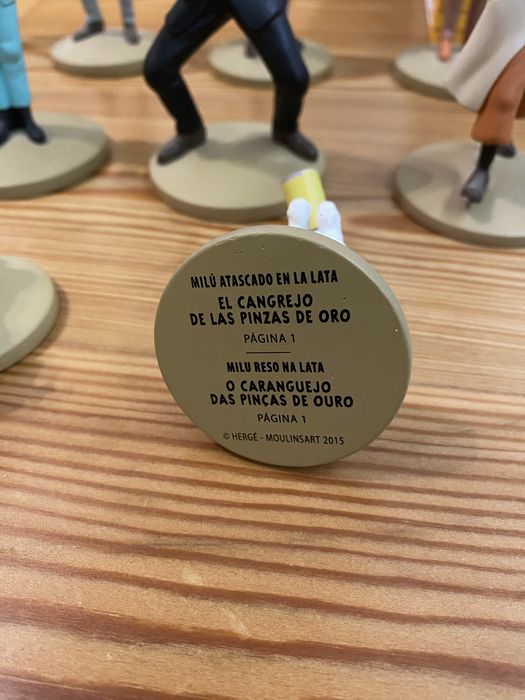 MILÚ ATASCADO EN LA LATA
EL CANGREJO
DE LAS PINZAS DE ORO
PÁGINA 1
MILU RESO NA LATA
O CARANGUEJO
DAS PINÇAS DE OURO
PÁGINA 1
© HERGÉ - MOULINSART 2015